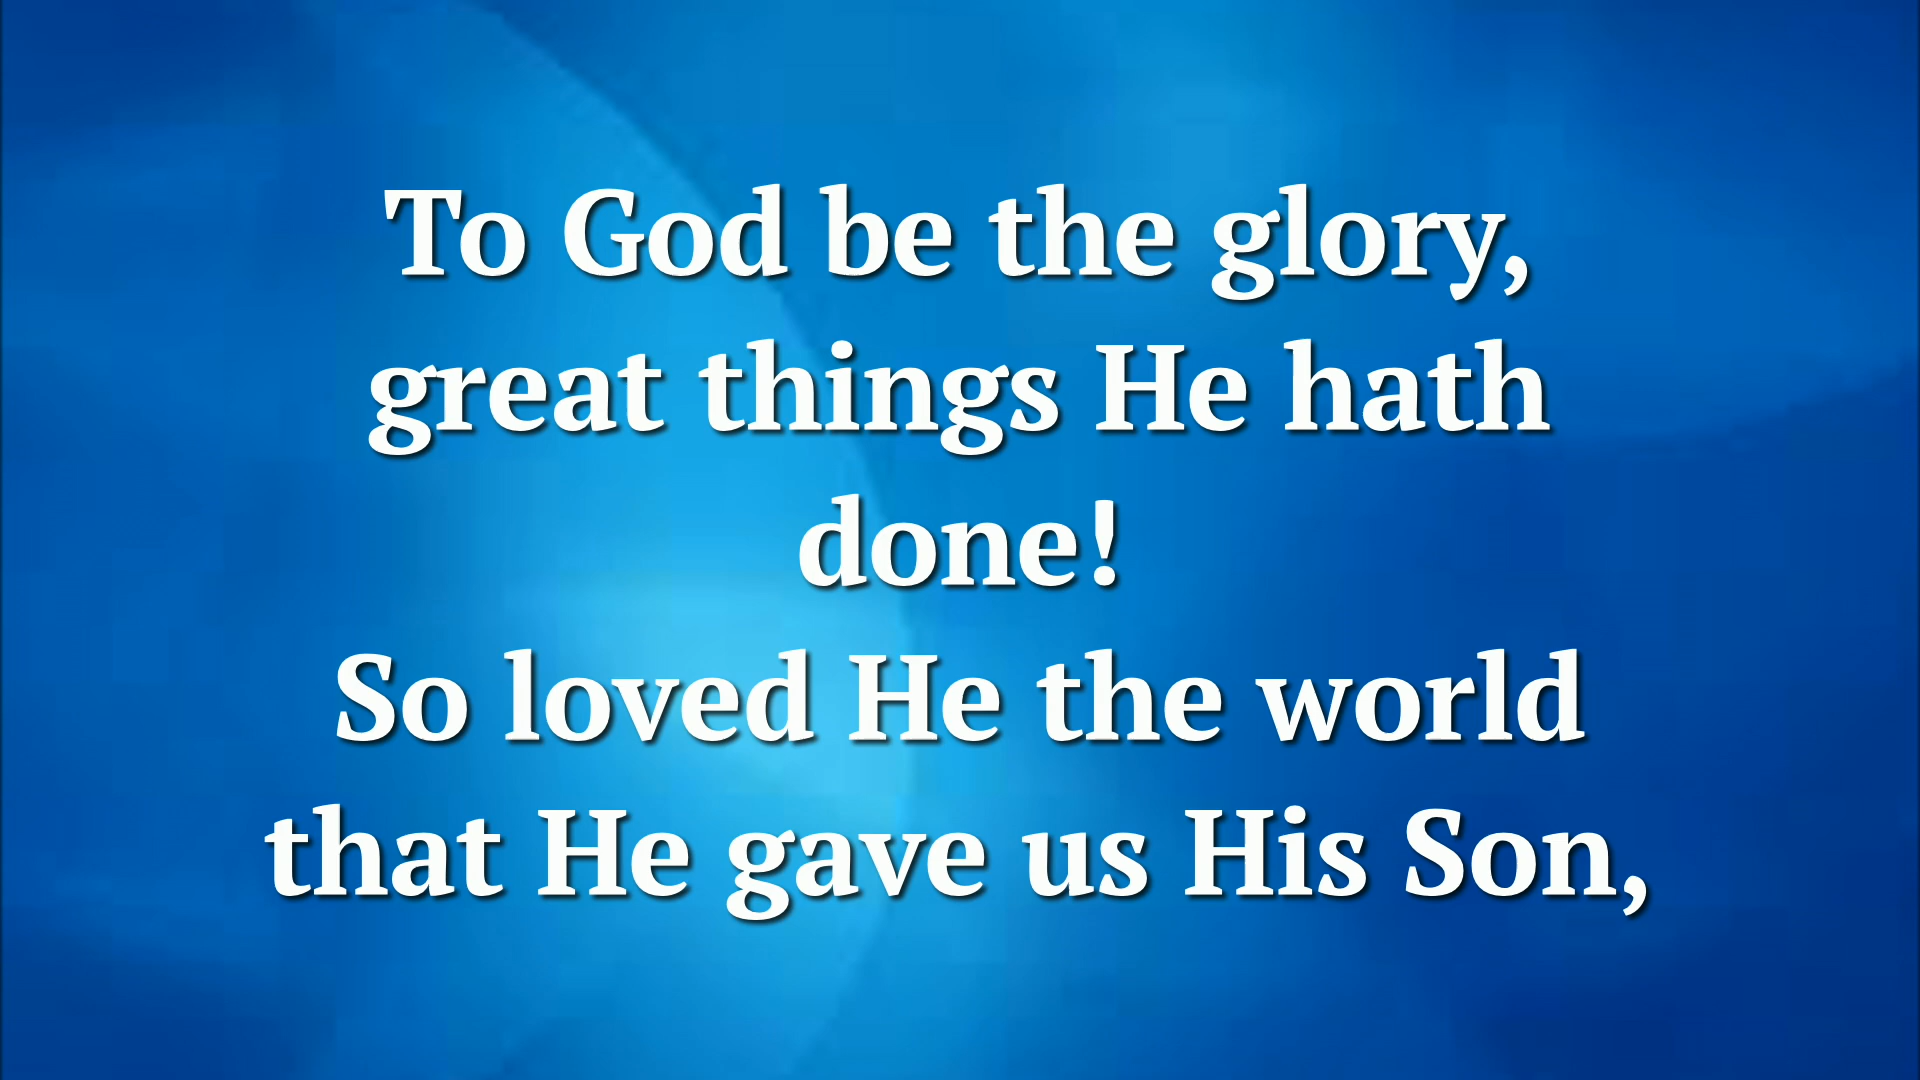 To God be the glory,
great things He hath
done!
So loved He the world
that He gave us His Son,